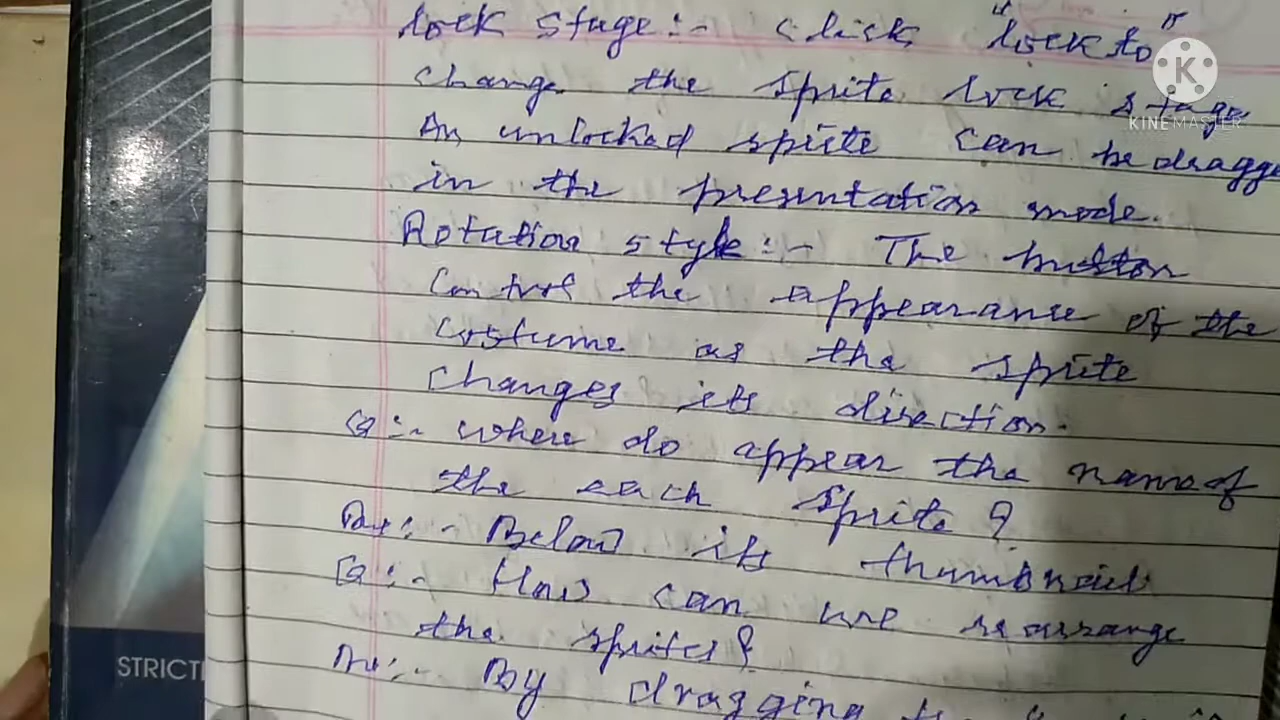 lock stage :- click "lock to"
change the sprite lock stage
An unlocked sprite can be dragge
in the presentation mode.
Rotation style :- The button
Control the appearance of the
costume as the sprite
changes its direction.
Q:- where do appear the name of
the each sprite ?
Ans:- Below its thumbnail
Q:- How can we rearrange
the sprites?
Ans:- By dragging
KINEMASTER
STRICT